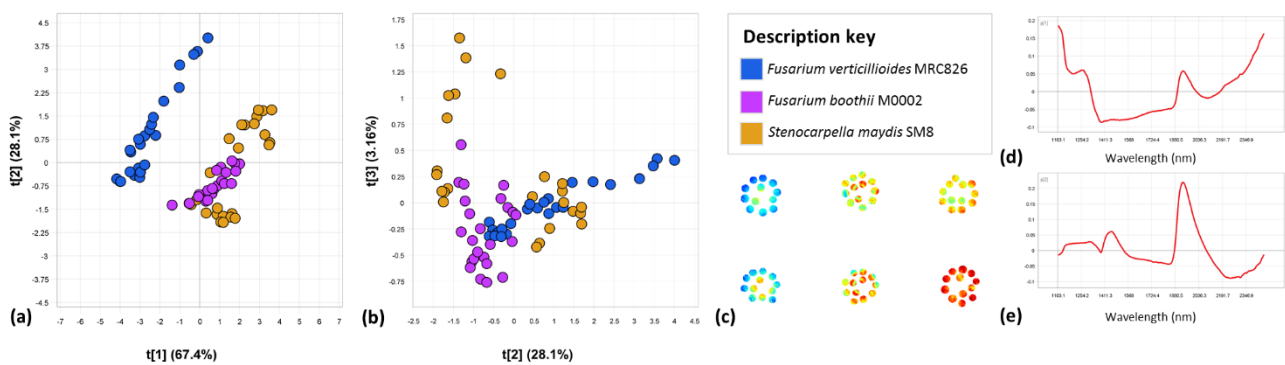 4.5
3.75
3
2.25
1.5
0.75
0
-0.75
-1.5
-2.25
-3
-3.75
-4.5
t[2] (28.1%)
-7 -6 -5 -4 -3 -2 -1 0 1 2 3 4 5 6 7
t[1] (67.4%)
(a)
1.75
1.5
1.25
1
0.75
0.5
0.25
0
-0.25
-0.5
-0.75
t[3] (3.16%)
-2.5 -2 -1.5 -1 -0.5 0 0.5 1 1.5 2 2.5 3 3.5 4 4.5
t[2] (28.1%)
(b)
Description key
Fusarium verticillioides MRC826
Fusarium boothii M0002
Stenocarpella maydis SM8
(c)
0.2
0.15
0.1
0.05
0
-0.05
-0.1
Wavelength (nm)
(d)
0.2
0.1
0
-0.1
Wavelength (nm)
(e)